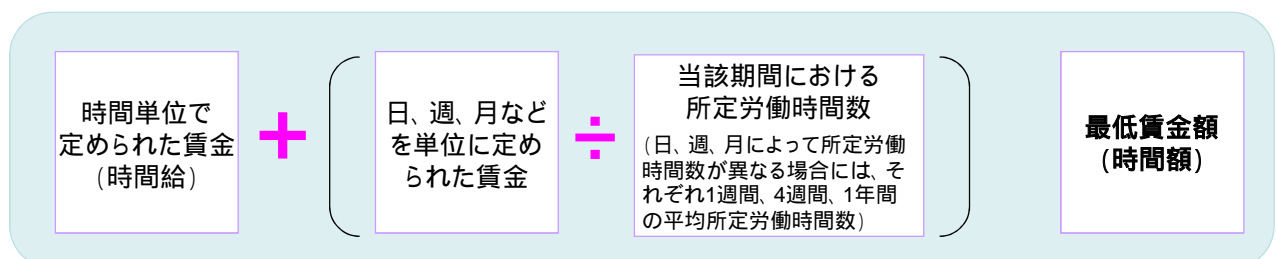 時間単位で
定められた賃金
(時間給)
+
日、週、月など
を単位に定め
られた賃金
÷
当該期間における
所定労働時間数
(日、週、月によって所定労働
時間数が異なる場合には、そ
れぞれ1週間、4週間、1年間
の平均所定労働時間数)
最低賃金額
(時間額)